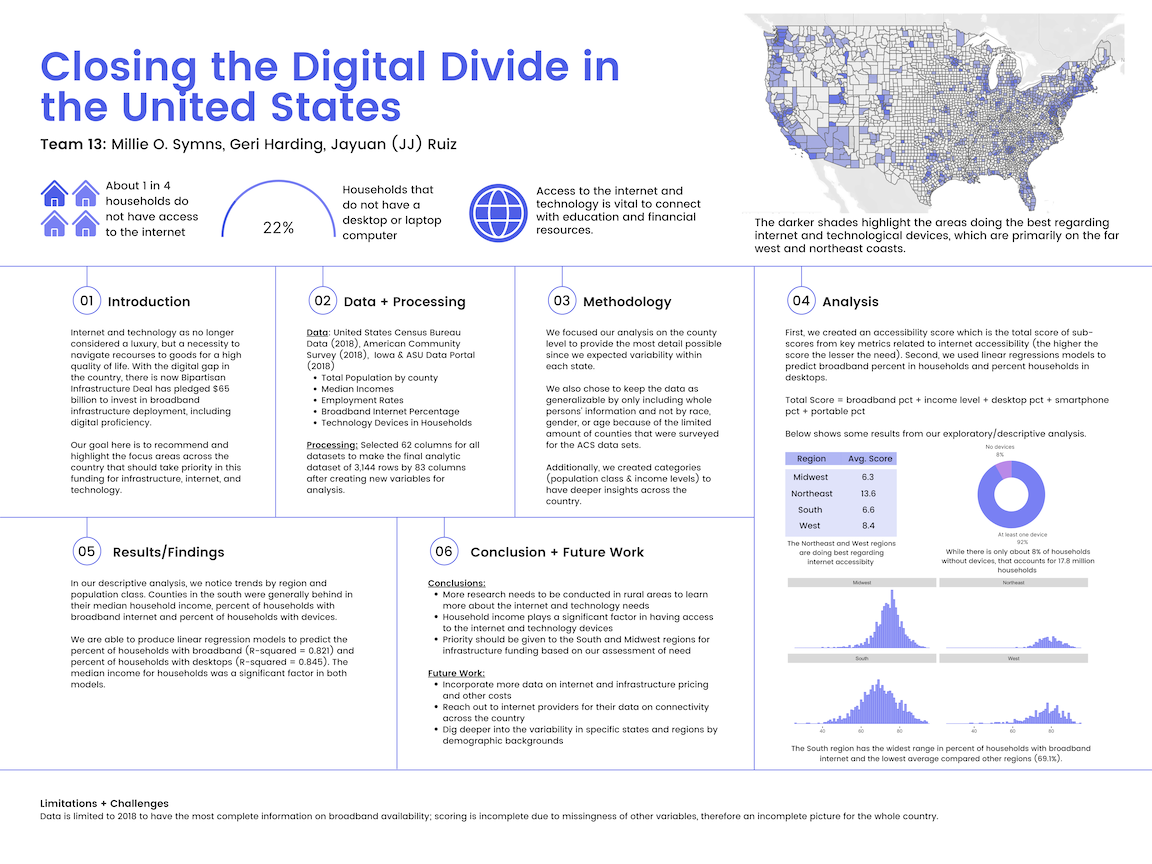 Closing the Digital Divide in
the United States
Team 13: Millie O. Symns, Geri Harding, Jayuan (JJ) Ruiz
About 1 in 4
households do
not have access
to the internet
22%
Households that
do not have a
desktop or laptop
computer
Access to the internet and
technology is vital to connect
with education and financial
resources.
The darker shades highlight the areas doing the best regarding
internet and technological devices, which are primarily on the far
west and northeast coasts.
01 Introduction
Internet and technology as no longer
considered a luxury, but a necessity to
navigate recourses to goods for a high
quality of life. With the digital gap in
the country, there is now Bipartisan
Infrastructure Deal has pledged $65
billion to invest in broadband
infrastructure deployment, including
digital proficiency.
Our goal here is to recommend and
highlight the focus areas across the
country that should take priority in this
funding for infrastructure, internet, and
technology.
02 Data + Processing
Data: United States Census Bureau
Data (2018), American Community
Survey (2018), Iowa & ASU Data Portal
(2018)
• Total Population by county
• Median Incomes
• Employment Rates
• Broadband Internet Percentage
• Technology Devices in Households
Processing: Selected 62 columns for all
datasets to make the final analytic
dataset of 3,144 rows by 83 columns
after creating new variables for
analysis.
03 Methodology
We focused our analysis on the county
level to provide the most detail possible
since we expected variability within
each state.
We also chose to keep the data as
generalizable by only including whole
persons' information and not by race,
gender, or age because of the limited
amount of counties that were surveyed
for the ACS data sets.
Additionally, we created categories
(population class & income levels) to
have deeper insights across the
country.
04 Analysis
First, we created an accessibility score which is the total score of sub-
scores from key metrics related to internet accessibility (the higher the
score the lesser the need). Second, we used linear regressions models to
predict broadband percent in households and percent households in
desktops.
Total Score = broadband pct + income level + desktop pct + smartphone
pct + portable pct
Below shows some results from our exploratory/descriptive analysis.
Region Avg. Score
Midwest 6.3
Northeast 13.6
South 6.6
West 8.4
The Northeast and West regions
are doing best regarding
internet accessibity
No devices
8%
At least one device
92%
While there is only about 8% of households
without devices, that accounts for 17.8 million
households
Midwest Northeast
South West
40 60 80 40 60 80
The South region has the widest range in percent of households with broadband
internet and the lowest average compared other regions (69.1%).
05 Results/Findings
In our descriptive analysis, we notice trends by region and
population class. Counties in the south were generally behind in
their median household income, percent of households with
broadband internet and percent of households with devices.
We are able to produce linear regression models to predict the
percent of households with broadband (R-squared = 0.821) and
percent of households with desktops (R-squared = 0.845). The
median income for households was a significant factor in both
models.
06 Conclusion + Future Work
Conclusions:
• More research needs to be conducted in rural areas to learn
more about the internet and technology needs
• Household income plays a significant factor in having access
to the internet and technology devices
• Priority should be given to the South and Midwest regions for
infrastructure funding based on our assessment of need
Future Work:
• Incorporate more data on internet and infrastructure pricing
and other costs
• Reach out to internet providers for their data on connectivity
across the country
• Dig deeper into the variability in specific states and regions by
demographic backgrounds
Limitations + Challenges
Data is limited to 2018 to have the most complete information on broadband availability; scoring is incomplete due to missingness of other variables, therefore an incomplete picture for the whole country.